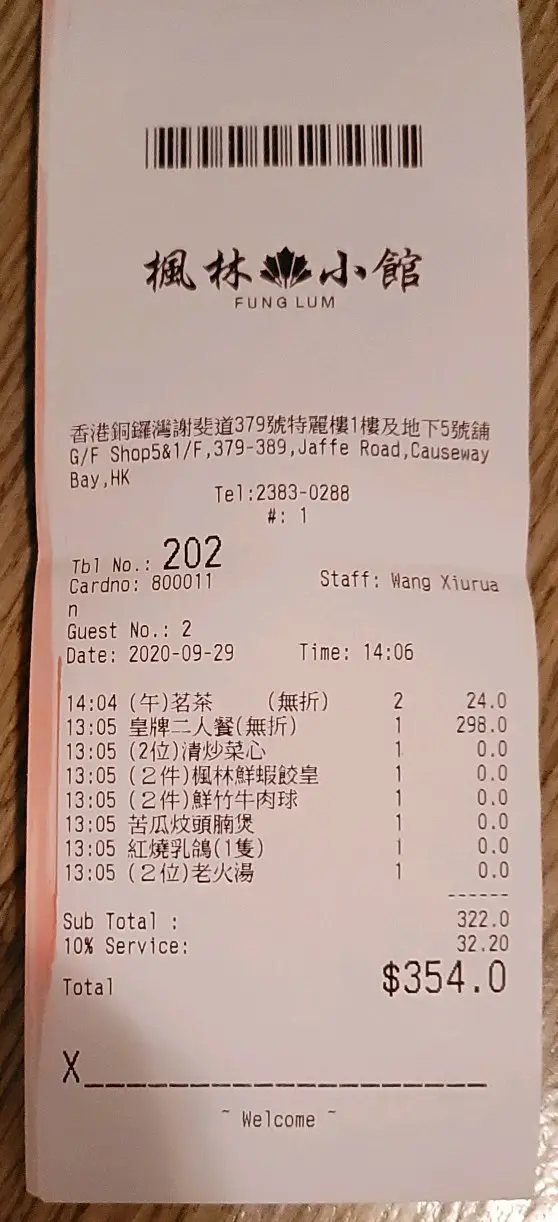 楓林小館
FUNG LUM
香港銅鑼灣謝斐道379號特麗樓1樓及地下5號舖
G/F Shop5&1/F,379-389,Jaffe Road,Causeway
Bay,HK
Tel:2383-0288
#: 1
Tbl No.: 202
Cardno: 800011 Staff: Wang Xiurua
n
Guest No.: 2
Date: 2020-09-29 Time: 14:06
14:04 (午)茗茶 (無折) 2 24.0
13:05 皇牌二人餐(無折) 1 298.0
13:05 (2位)清炒菜心 1 0.0
13:05 (２件)楓林鮮蝦餃皇 1 0.0
13:05 (２件)鮮竹牛肉球 1 0.0
13:05 苦瓜炆頭腩煲 1 0.0
13:05 紅燒乳鴿(1隻) 1 0.0
13:05 (２位)老火湯 1 0.0
------
Sub Total : 322.0
10% Service: 32.20
Total $354.0
X____________________
~ Welcome ~